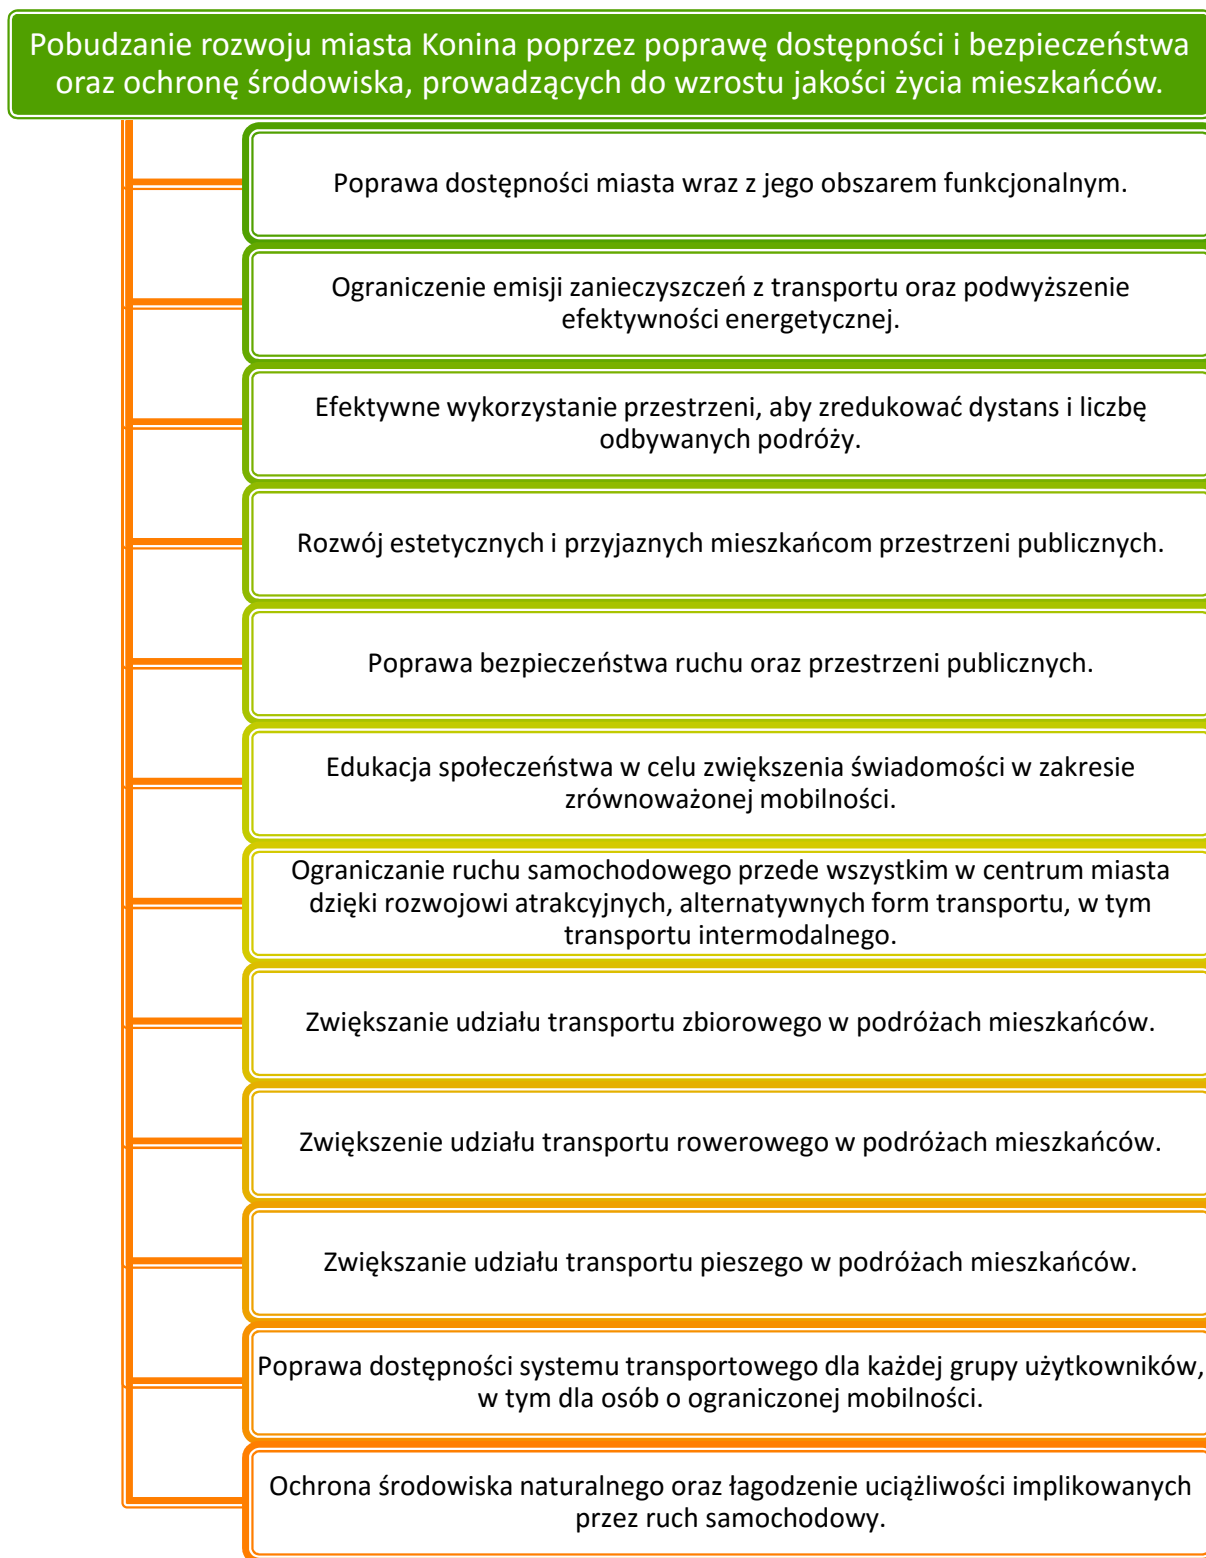 Pobudzanie rozwoju miasta Konina poprzez poprawę dostępności i bezpieczeństwa
oraz ochronę środowiska, prowadzących do wzrostu jakości życia mieszkańców.
Poprawa dostępności miasta wraz z jego obszarem funkcjonalnym.
Ograniczenie emisji zanieczyszczeń z transportu oraz podwyższenie
efektywności energetycznej.
Efektywne wykorzystanie przestrzeni, aby zredukować dystans i liczbę
odbywanych podróży.
Rozwój estetycznych i przyjaznych mieszkańcom przestrzeni publicznych.
Poprawa bezpieczeństwa ruchu oraz przestrzeni publicznych.
Edukacja społeczeństwa w celu zwiększenia świadomości w zakresie
zrównoważonej mobilności.
Ograniczanie ruchu samochodowego przede wszystkim w centrum miasta
dzięki rozwojowi atrakcyjnych, alternatywnych form transportu, w tym
transportu intermodalnego.
Zwiększanie udziału transportu zbiorowego w podróżach mieszkańców.
Zwiększenie udziału transportu rowerowego w podróżach mieszkańców.
Zwiększanie udziału transportu pieszego w podróżach mieszkańców.
Poprawa dostępności systemu transportowego dla każdej grupy użytkowników,
w tym dla osób o ograniczonej mobilności.
Ochrona środowiska naturalnego oraz łagodzenie uciążliwości implikowanych
przez ruch samochodowy.